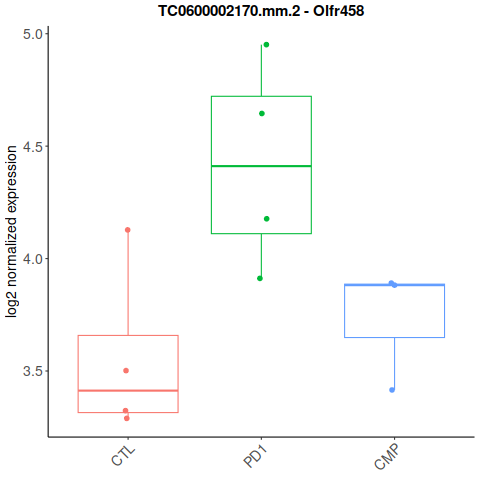 TC0600002170.mm.2 - Olfr458
log2 normalized expression
5.0
4.5
4.0
3.5
CTL
PD1
CMP